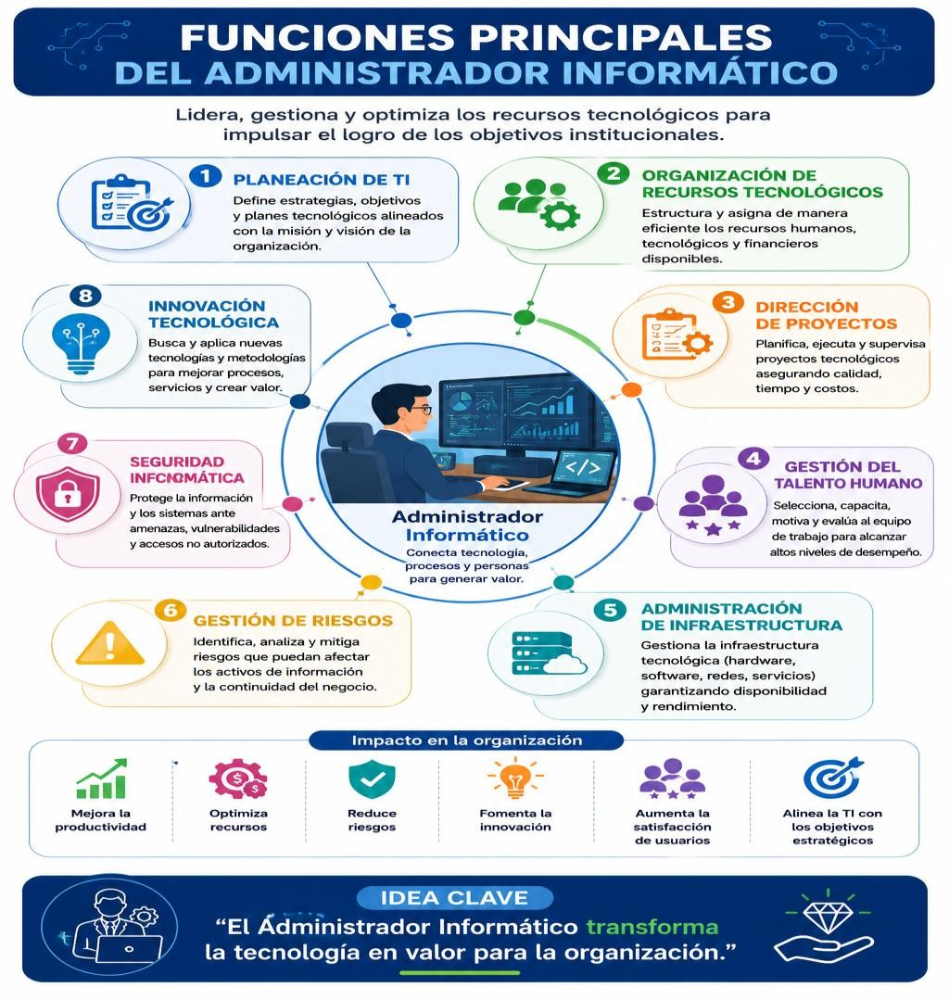 FUNCIONES PRINCIPALES
DEL ADMINISTRADOR INFORMÁTICO
Lidera, gestiona y optimiza los recursos tecnológicos para
impulsar el logro de los objetivos institucionales.
1
PLANEACIÓN DE TI
Define estrategias, objetivos
y planes tecnológicos alineados
con la misión y visión de la
organización.
2
ORGANIZACIÓN DE
RECURSOS TECNOLÓGICOS
Estructura y asigna de manera
eficiente los recursos humanos,
tecnológicos y financieros
disponibles.
3
DIRECCIÓN
DE PROYECTOS
Planifica, ejecuta y supervisa
proyectos tecnológicos
asegurando calidad,
tiempo y costos.
4
GESTIÓN DEL
TALENTO HUMANO
Selecciona, capacita,
motiva y evalúa al equipo
de trabajo para alcanzar
altos niveles de desempeño.
5
ADMINISTRACIÓN
DE INFRAESTRUCTURA
Gestiona la infraestructura
tecnológica (hardware,
software, redes, servicios)
garantizando disponibilidad
y rendimiento.
6
GESTIÓN DE RIESGOS
Identifica, analiza y mitiga
riesgos que puedan afectar
los activos de información
y la continuidad del negocio.
7
SEGURIDAD
Protege la información
y los sistemas ante
amenazas, vulnerabilidades
y accesos no autorizados.
8
INNOVACIÓN
TECNOLÓGICA
Busca y aplica nuevas
tecnologías y metodologías
para mejorar procesos,
servicios y crear valor.
</>
Administrador
Informático
Conecta tecnología,
procesos y personas
para generar valor.
Impacto en la organización
Mejora la
productividad
Optimiza
recursos
Reduce
riesgos
Fomenta la
innovación
Aumenta la
satisfacción
de usuarios
Alinea la TI con
los objetivos
estratégicos
IDEA CLAVE
“El Administrador Informático transforma
la tecnología en valor para la organización.”